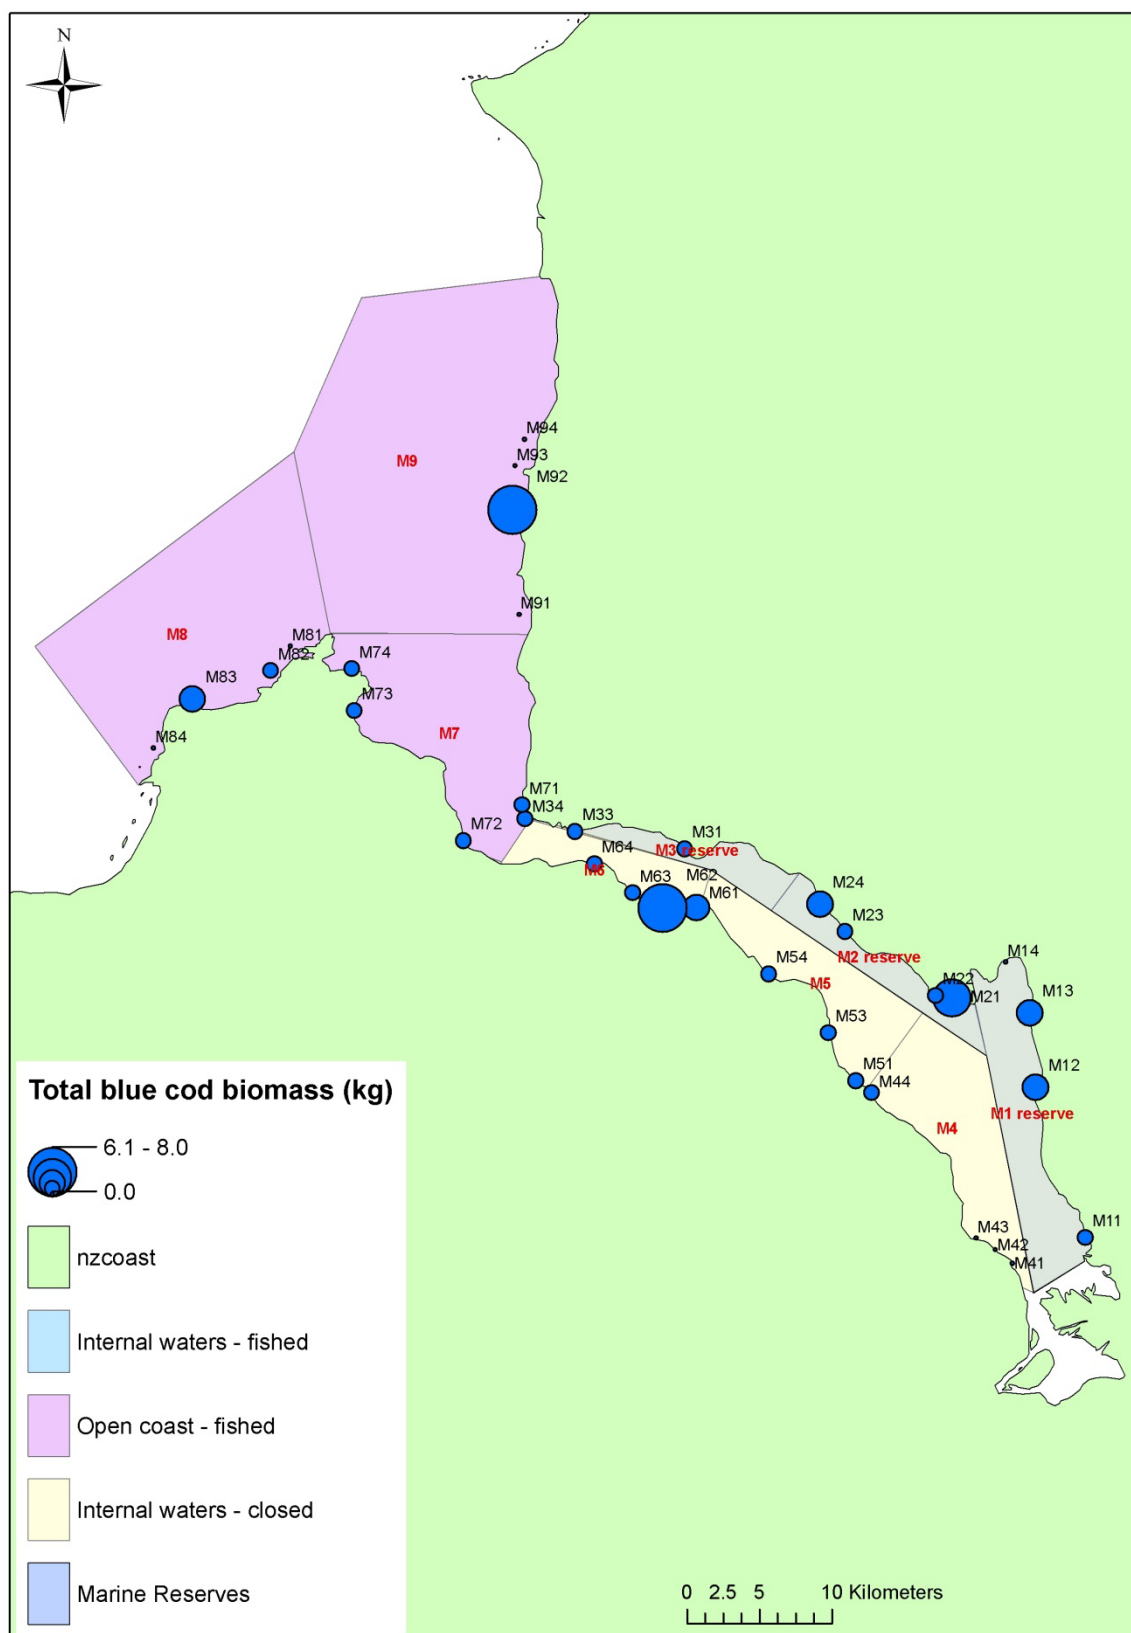 N
M94
M93
M9
M92
M91
M8
M81
M82
M74
M83
M73
M7
M84
M71
M34
M33
M72
M31
M64
M3 reserve
M6
M62
M63
M61
M24
M23
M54
M2 reserve
M14
M5
M22
M21
M13
M53
M51
M12
M44
M1 reserve
M4
M11
M43
M42
M41
Total blue cod biomass (kg)
6.1 - 8.0
0.0
nzcoast
Internal waters - fished
Open coast - fished
Internal waters - closed
Marine Reserves
0 2.5 5 10 Kilometers